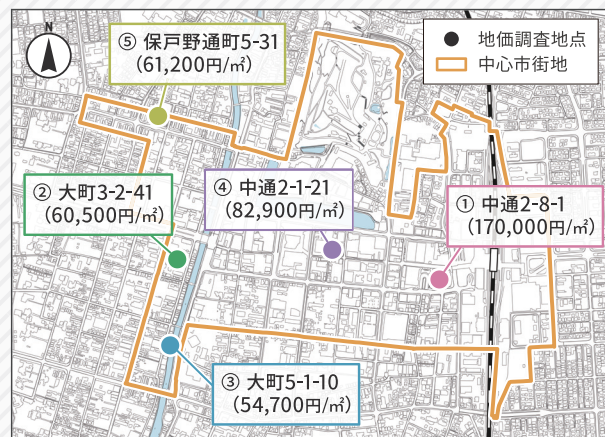 N
⑤ 保戸野通町5-31
（61,200円/㎡）
● 地価調査地点
中心市街地
② 大町3-2-41
（60,500円/㎡）
④ 中通2-1-21
（82,900円/㎡）
① 中通2-8-1
（170,000円/㎡）
③ 大町5-1-10
（54,700円/㎡）